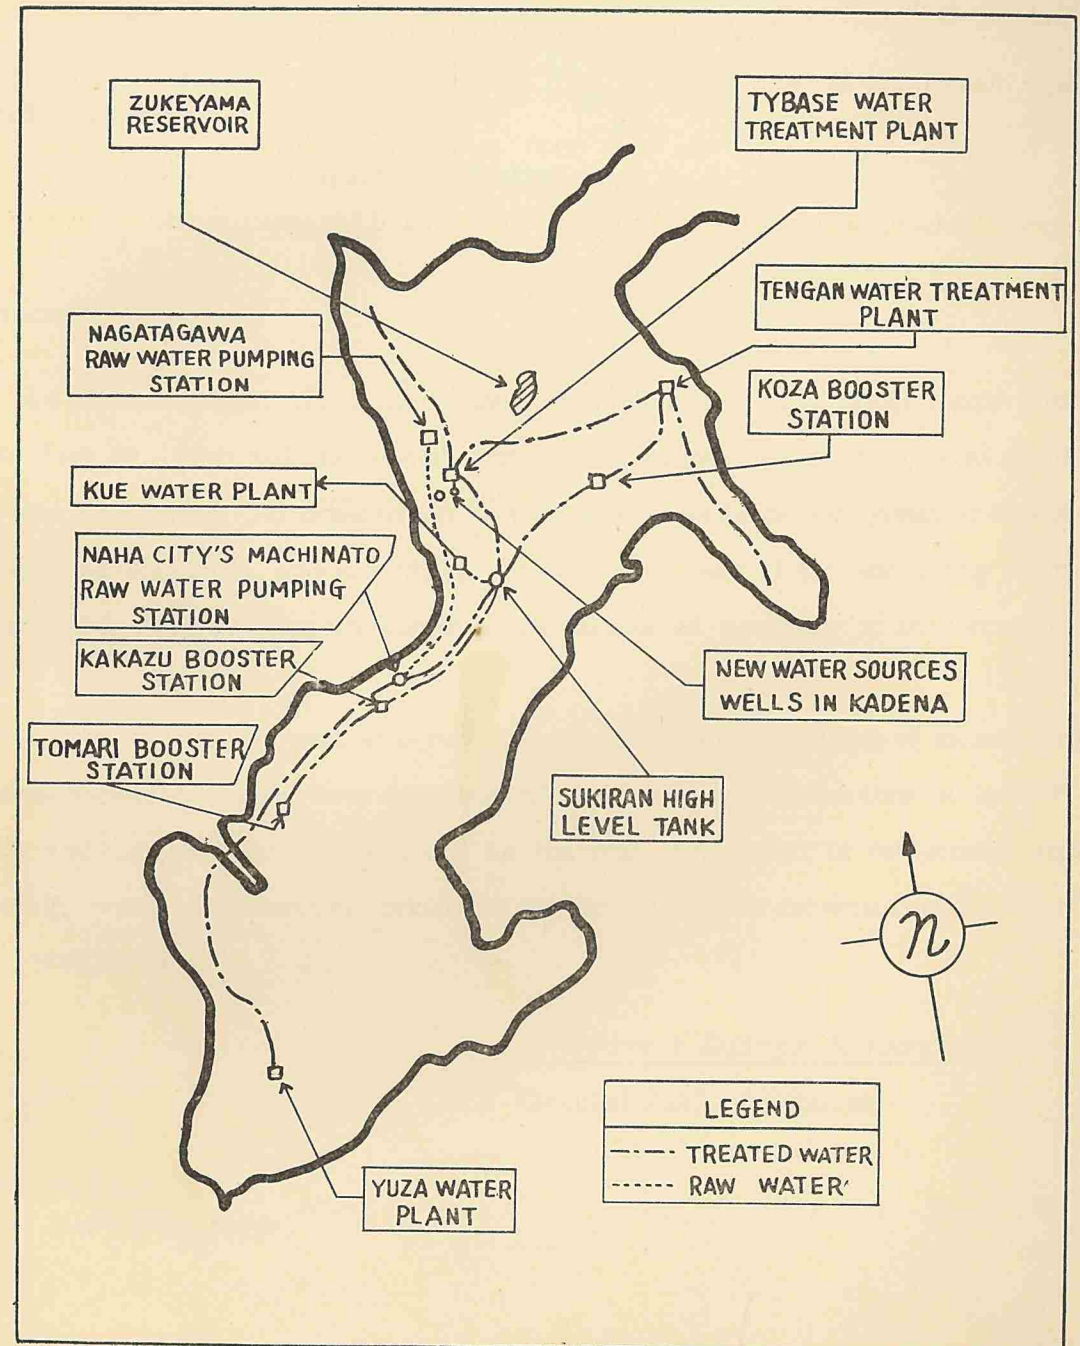 ZUKEYAMA
RESERVOIR
TYBASE WATER
TREATMENT PLANT
TENGAN WATER TREATMENT
PLANT
NAGATAGAWA
RAW WATER PUMPING
STATION
KOZA BOOSTER
STATION
KUE WATER PLANT
NAHA CITY'S MACHINATO
RAW WATER PUMPING
STATION
KAKAZU BOOSTER
STATION
NEW WATER SOURCES
WELLS IN KADENA
TOMARI BOOSTER
STATION
SUKIRAN HIGH
LEVEL TANK
n
LEGEND
TREATED WATER
RAW WATER
YUZA WATER
PLANT